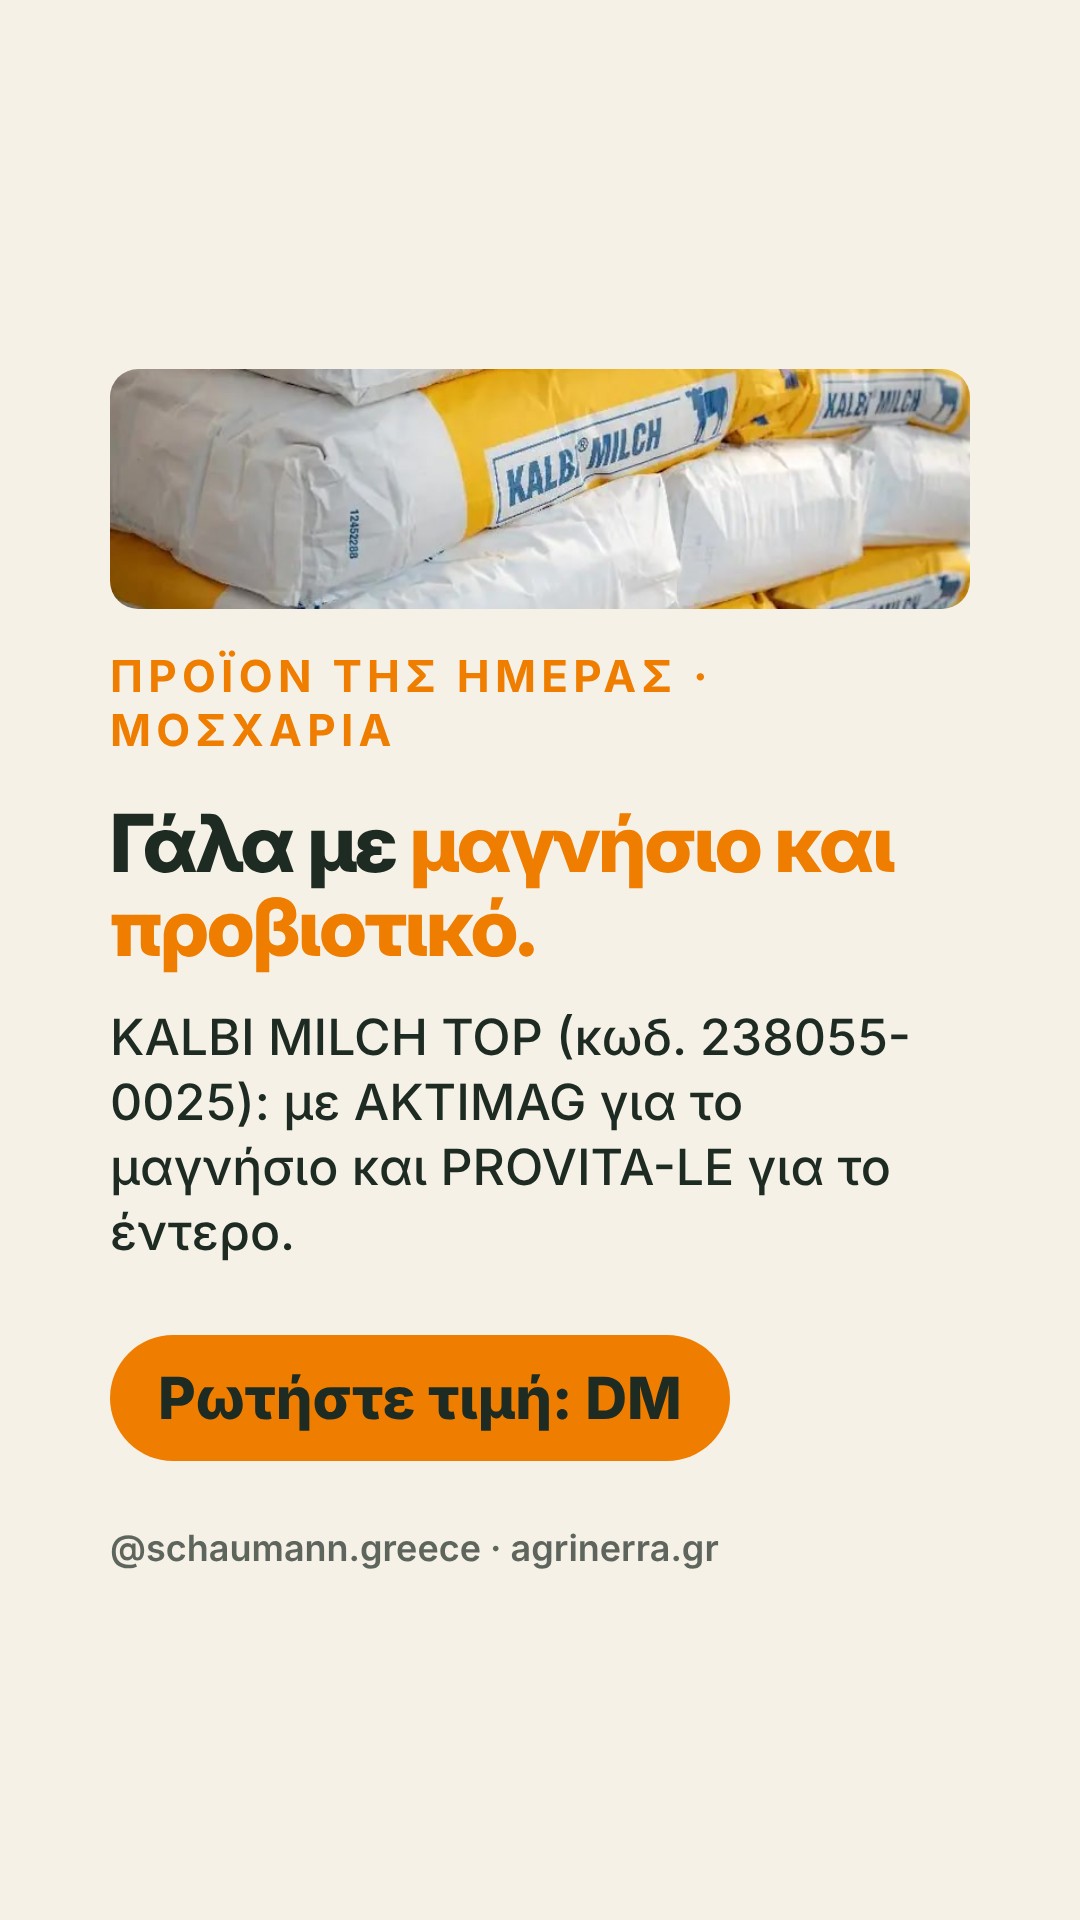 KALBI® MILCH
KALBI MILCH
12452288
ΠΡΟΪΟΝ ΤΗΣ ΗΜΕΡΑΣ ·
ΜΟΣΧΑΡΙΑ
Γάλα με μαγνήσιο και
προβιοτικό.
KALBI MILCH TOP (κωδ. 238055-
0025): με AKTIMAG για το
μαγνήσιο και PROVITA-LE για το
έντερο.
Ρωτήστε τιμή: DM
@schaumann.greece · agrinerra.gr